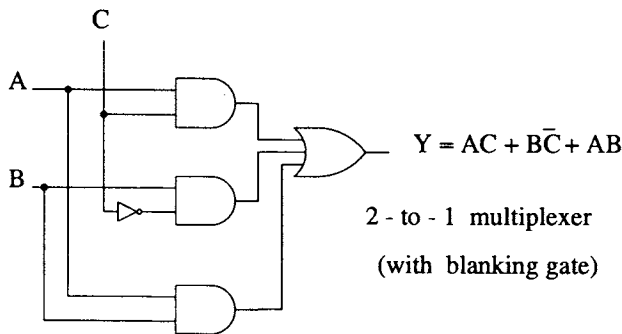 C
A
B
Y = AC + BC̅ + AB
2 - to - 1 multiplexer
(with blanking gate)